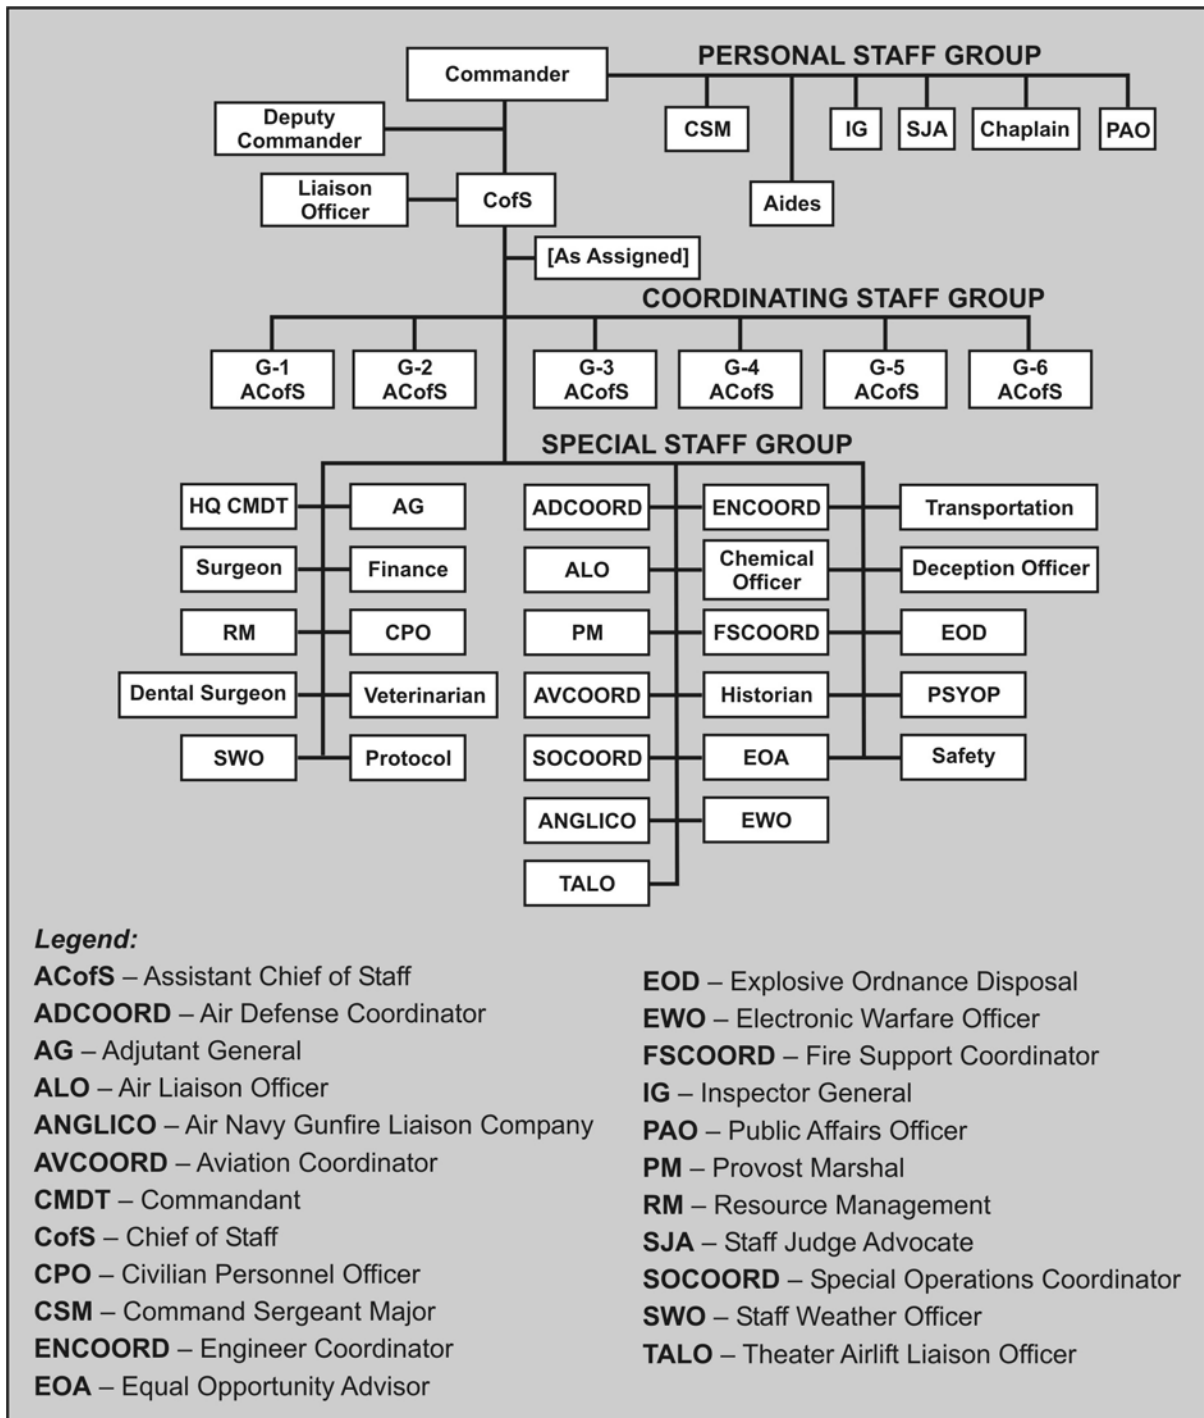 PERSONAL STAFF GROUP
Commander
CSM
IG
SJA
Chaplain
PAO
Deputy
Commander
Liaison
Officer
CofS
Aides
[As Assigned]
COORDINATING STAFF GROUP
G-1
ACofS
G-2
ACofS
G-3
ACofS
G-4
ACofS
G-5
ACofS
G-6
ACofS
SPECIAL STAFF GROUP
HQ CMDT
AG
ADCOORD
ENCOORD
Transportation
Surgeon
Finance
ALO
Chemical
Officer
Deception Officer
RM
CPO
PM
FSCOORD
EOD
Dental Surgeon
Veterinarian
AVCOORD
Historian
PSYOP
SWO
Protocol
SOCOORD
EOA
Safety
ANGLICO
EWO
TALO
Legend:
ACofS – Assistant Chief of Staff
ADCOORD – Air Defense Coordinator
AG – Adjutant General
ALO – Air Liaison Officer
ANGLICO – Air Navy Gunfire Liaison Company
AVCOORD – Aviation Coordinator
CMDT – Commandant
CofS – Chief of Staff
CPO – Civilian Personnel Officer
CSM – Command Sergeant Major
ENCOORD – Engineer Coordinator
EOA – Equal Opportunity Advisor
EOD – Explosive Ordnance Disposal
EWO – Electronic Warfare Officer
FSCOORD – Fire Support Coordinator
IG – Inspector General
PAO – Public Affairs Officer
PM – Provost Marshal
RM – Resource Management
SJA – Staff Judge Advocate
SOCOORD – Special Operations Coordinator
SWO – Staff Weather Officer
TALO – Theater Airlift Liaison Officer